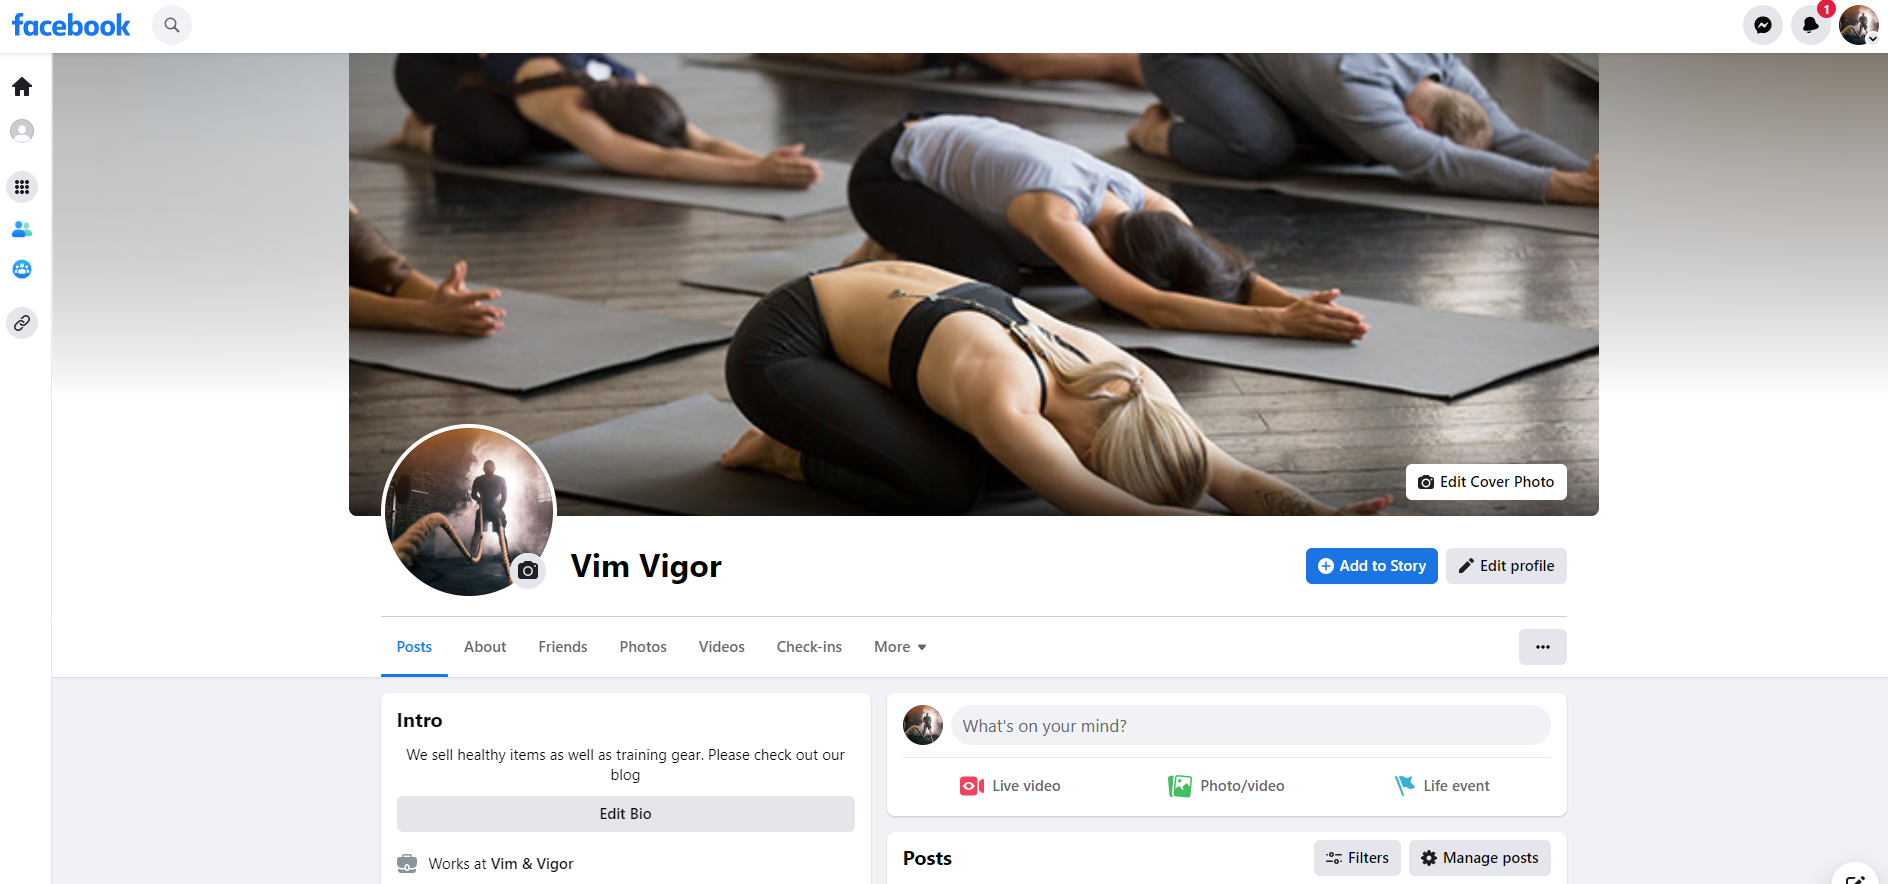 facebook
1
Edit Cover Photo
Vim Vigor
Add to Story
Edit profile
Posts
About
Friends
Photos
Videos
Check-ins
More
Intro
We sell healthy items as well as training gear. Please check out our
blog
Edit Bio
Works at Vim & Vigor
What's on your mind?
Live video
Photo/video
Life event
Posts
Filters
Manage posts